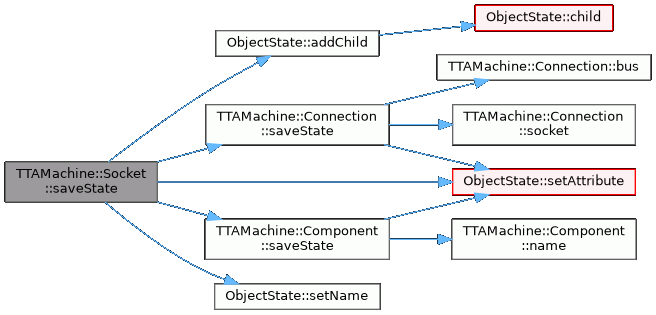 ObjectState::child
ObjectState::addChild
TTAMachine::Connection::bus
TTAMachine::Connection
::saveState
TTAMachine::Connection
::socket
TTAMachine::Socket
::saveState
ObjectState::setAttribute
TTAMachine::Component
::saveState
TTAMachine::Component
::name
ObjectState::setName